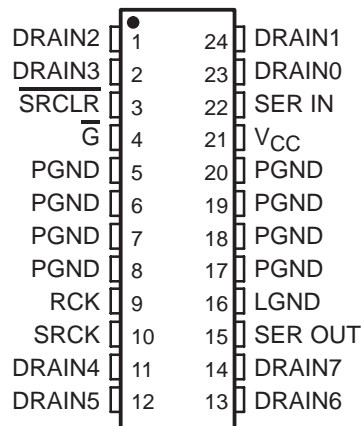 DRAIN2 1 24 DRAIN1
DRAIN3 2 23 DRAIN0
SRCLR 3 22 SER IN
G 4 21 VCC
PGND 5 20 PGND
PGND 6 19 PGND
PGND 7 18 PGND
PGND 8 17 PGND
RCK 9 16 LGND
SRCK 10 15 SER OUT
DRAIN4 11 14 DRAIN7
DRAIN5 12 13 DRAIN6